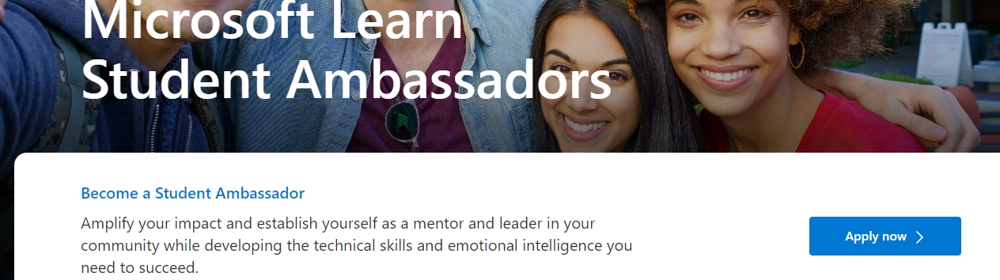 Microsoft Learn
Student Ambassadors
Become a Student Ambassador
Amplify your impact and establish yourself as a mentor and leader in your
community while developing the technical skills and emotional intelligence you
need to succeed.
Apply now